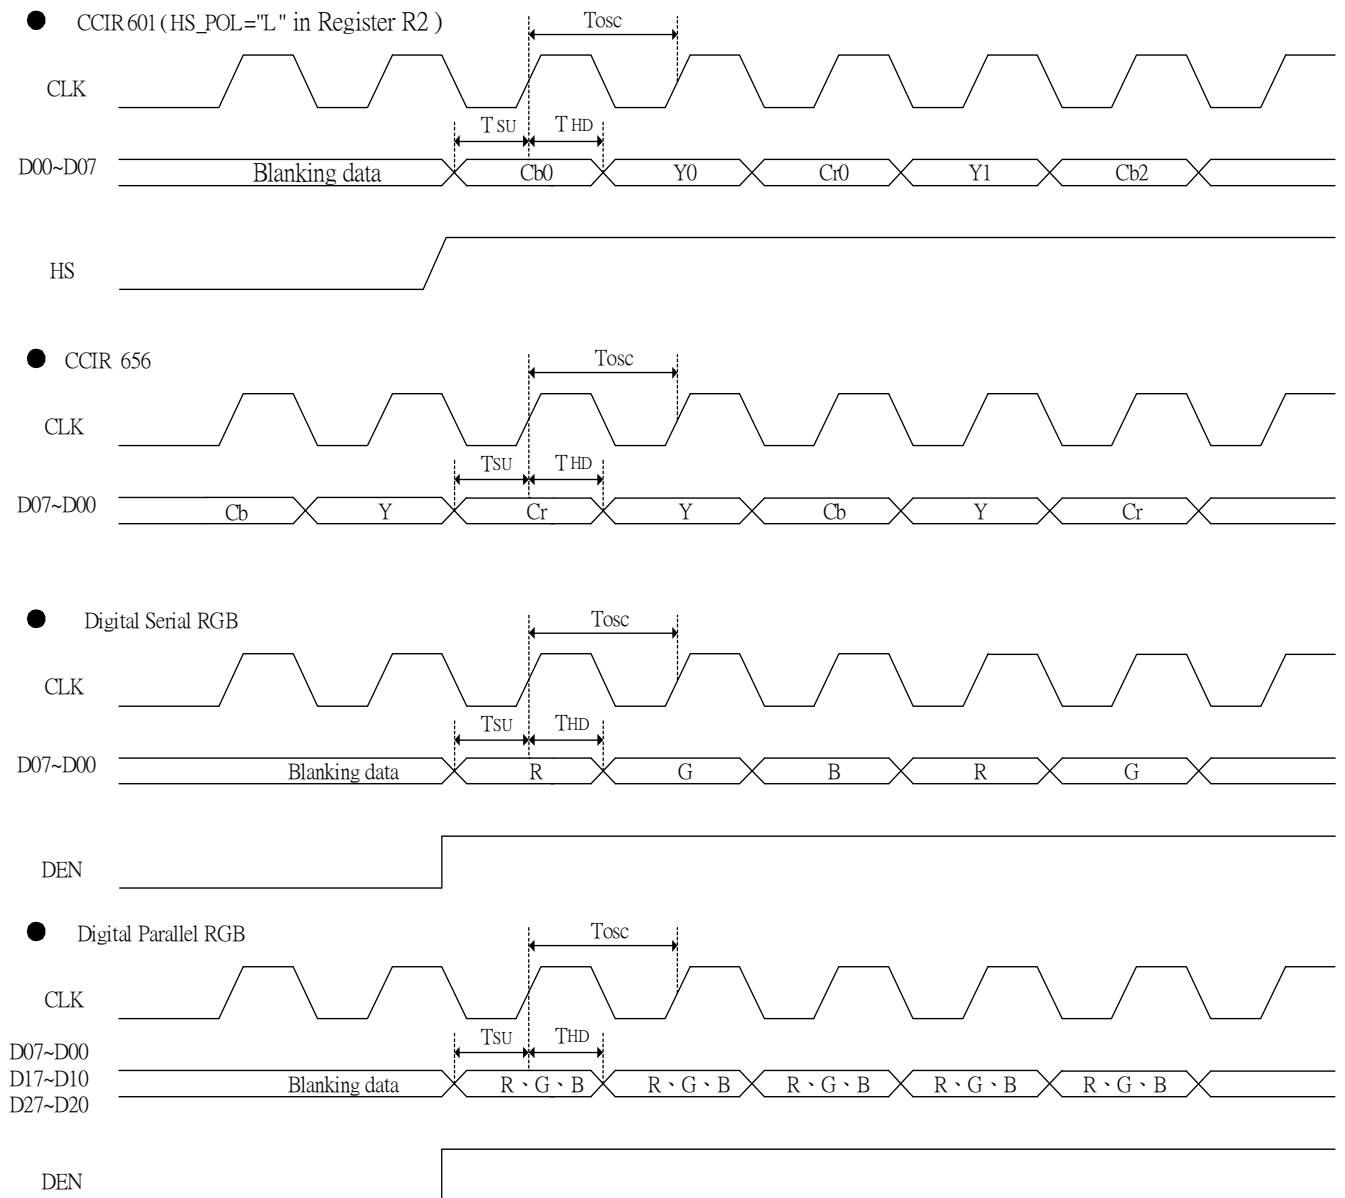 ● CCIR 601 ( HS_POL="L" in Register R2 )
Tosc
CLK
TSU THD
D00~D07 Blanking data Cb0 Y0 Cr0 Y1 Cb2
HS
● CCIR 656
Tosc
CLK
TSU THD
D07~D00 Cb Y Cr Y Cb Y Cr
● Digital Serial RGB
Tosc
CLK
TSU THD
D07~D00 Blanking data R G B R G
DEN
● Digital Parallel RGB
Tosc
CLK
TSU THD
D07~D00
D17~D10 Blanking data R、G、B R、G、B R、G、B R、G、B R、G、B
D27~D20
DEN